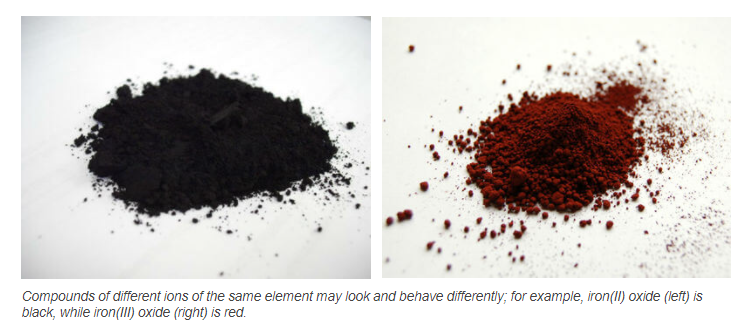 Compounds of different ions of the same element may look and behave differently; for example, iron(II) oxide (left) is
black, while iron(III) oxide (right) is red.